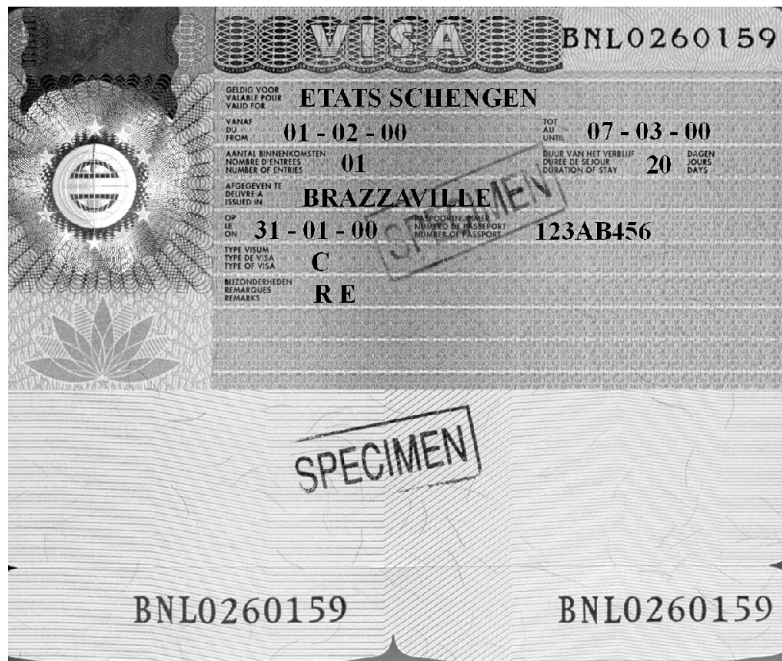 VISA BNL0260159
GELDIG VOOR
VALABLE POUR
VALID FOR
ETATS SCHENGEN
VANAF
DU
FROM
01 - 02 - 00
TOT
AU
UNTIL
07 - 03 - 00
AANTAL BINNENKOMSTEN
NOMBRE D'ENTREES
NUMBER OF ENTRIES
01
DUUR VAN HET VERBLIJF
DUREE DE SEJOUR
DURATION OF STAY
20
DAGEN
JOURS
DAYS
AFGEGEVEN TE
DELIVRE A
ISSUED IN
BRAZZAVILLE
OP
LE
ON
31 - 01 - 00
PASPOORTNUMMER
NUMERO DE PASSEPORT
NUMBER OF PASSPORT
123AB456
SPECIMEN
TYPE VISUM
TYPE DE VISA
TYPE OF VISA
C
BIJZONDERHEDEN
REMARQUES
REMARKS
R E
SPECIMEN
BNL0260159 BNL0260159